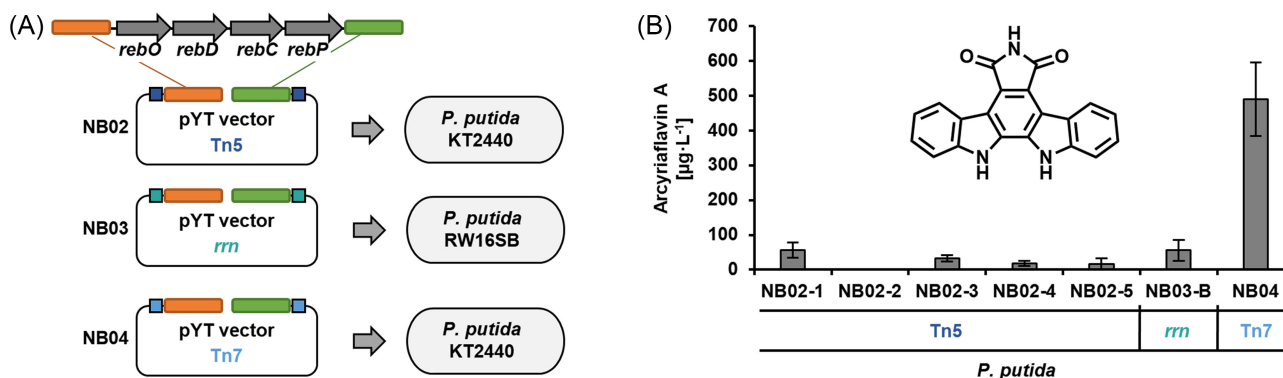 (A)
rebO rebD rebC rebP
NB02
pYT vector
Tn5
P. putida
KT2440
NB03
pYT vector
rrn
P. putida
RW16SB
NB04
pYT vector
Tn7
P. putida
KT2440
(B)
Arcyriaflavin A
[µg·L⁻¹]
700
600
500
400
300
200
100
0
H
N
O O
N N
H H
NB02-1 NB02-2 NB02-3 NB02-4 NB02-5 NB03-B NB04
Tn5 rrn Tn7
P. putida